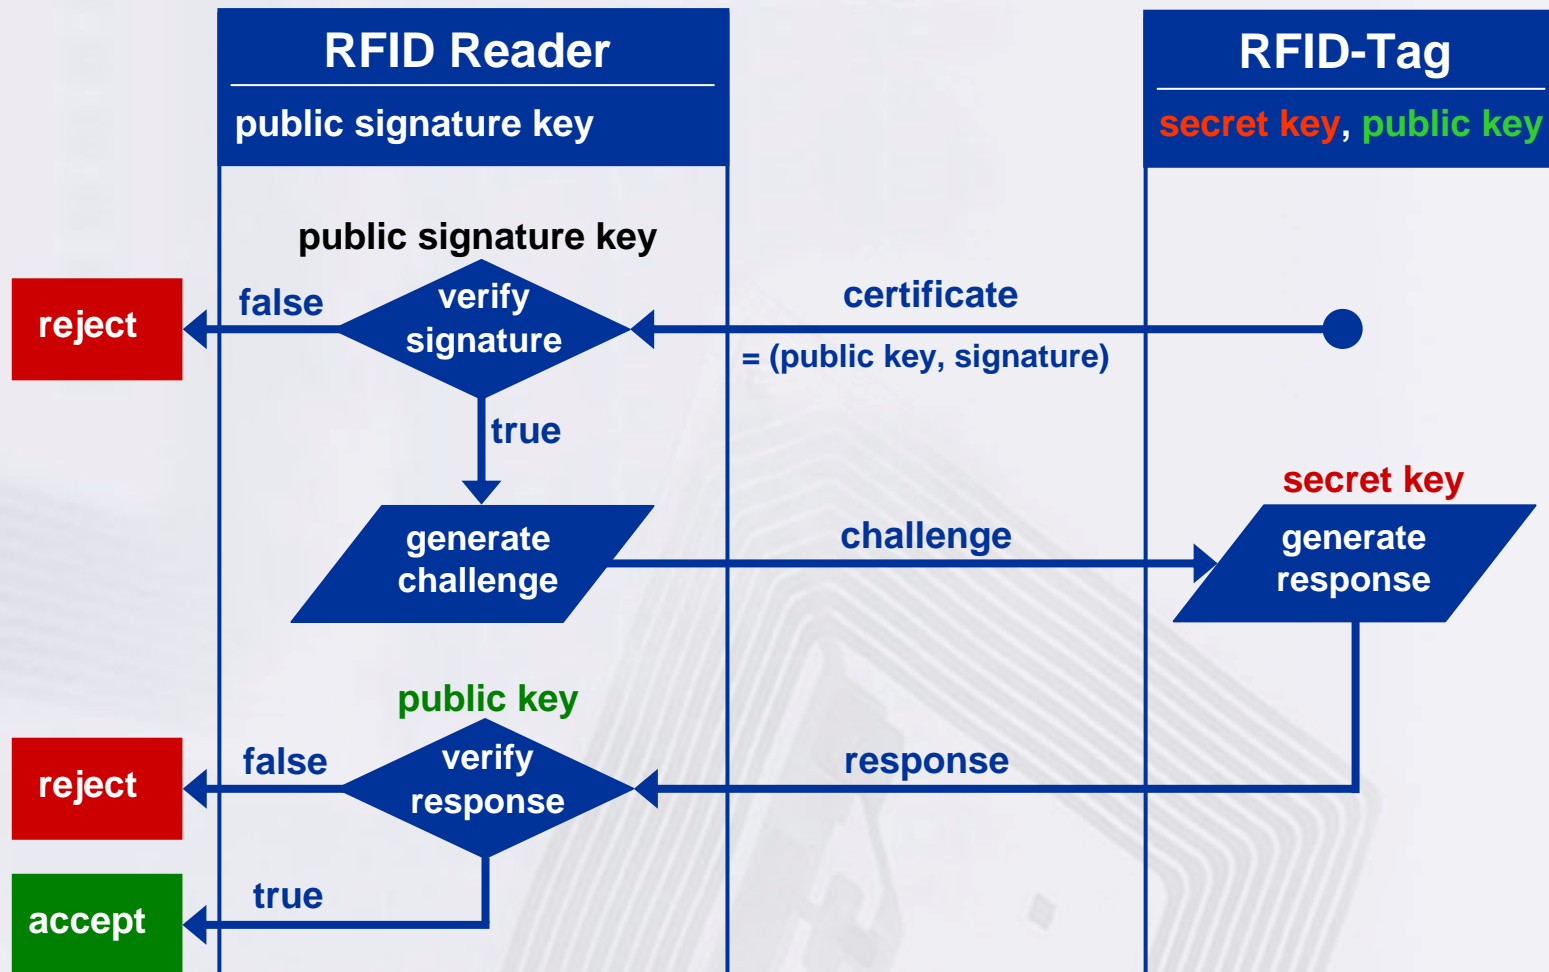 RFID Reader
public signature key
RFID-Tag
secret key, public key
public signature key
reject
false
verify
signature
certificate
= (public key, signature)
true
generate
challenge
challenge
secret key
generate
response
public key
reject
false
verify
response
response
true
accept